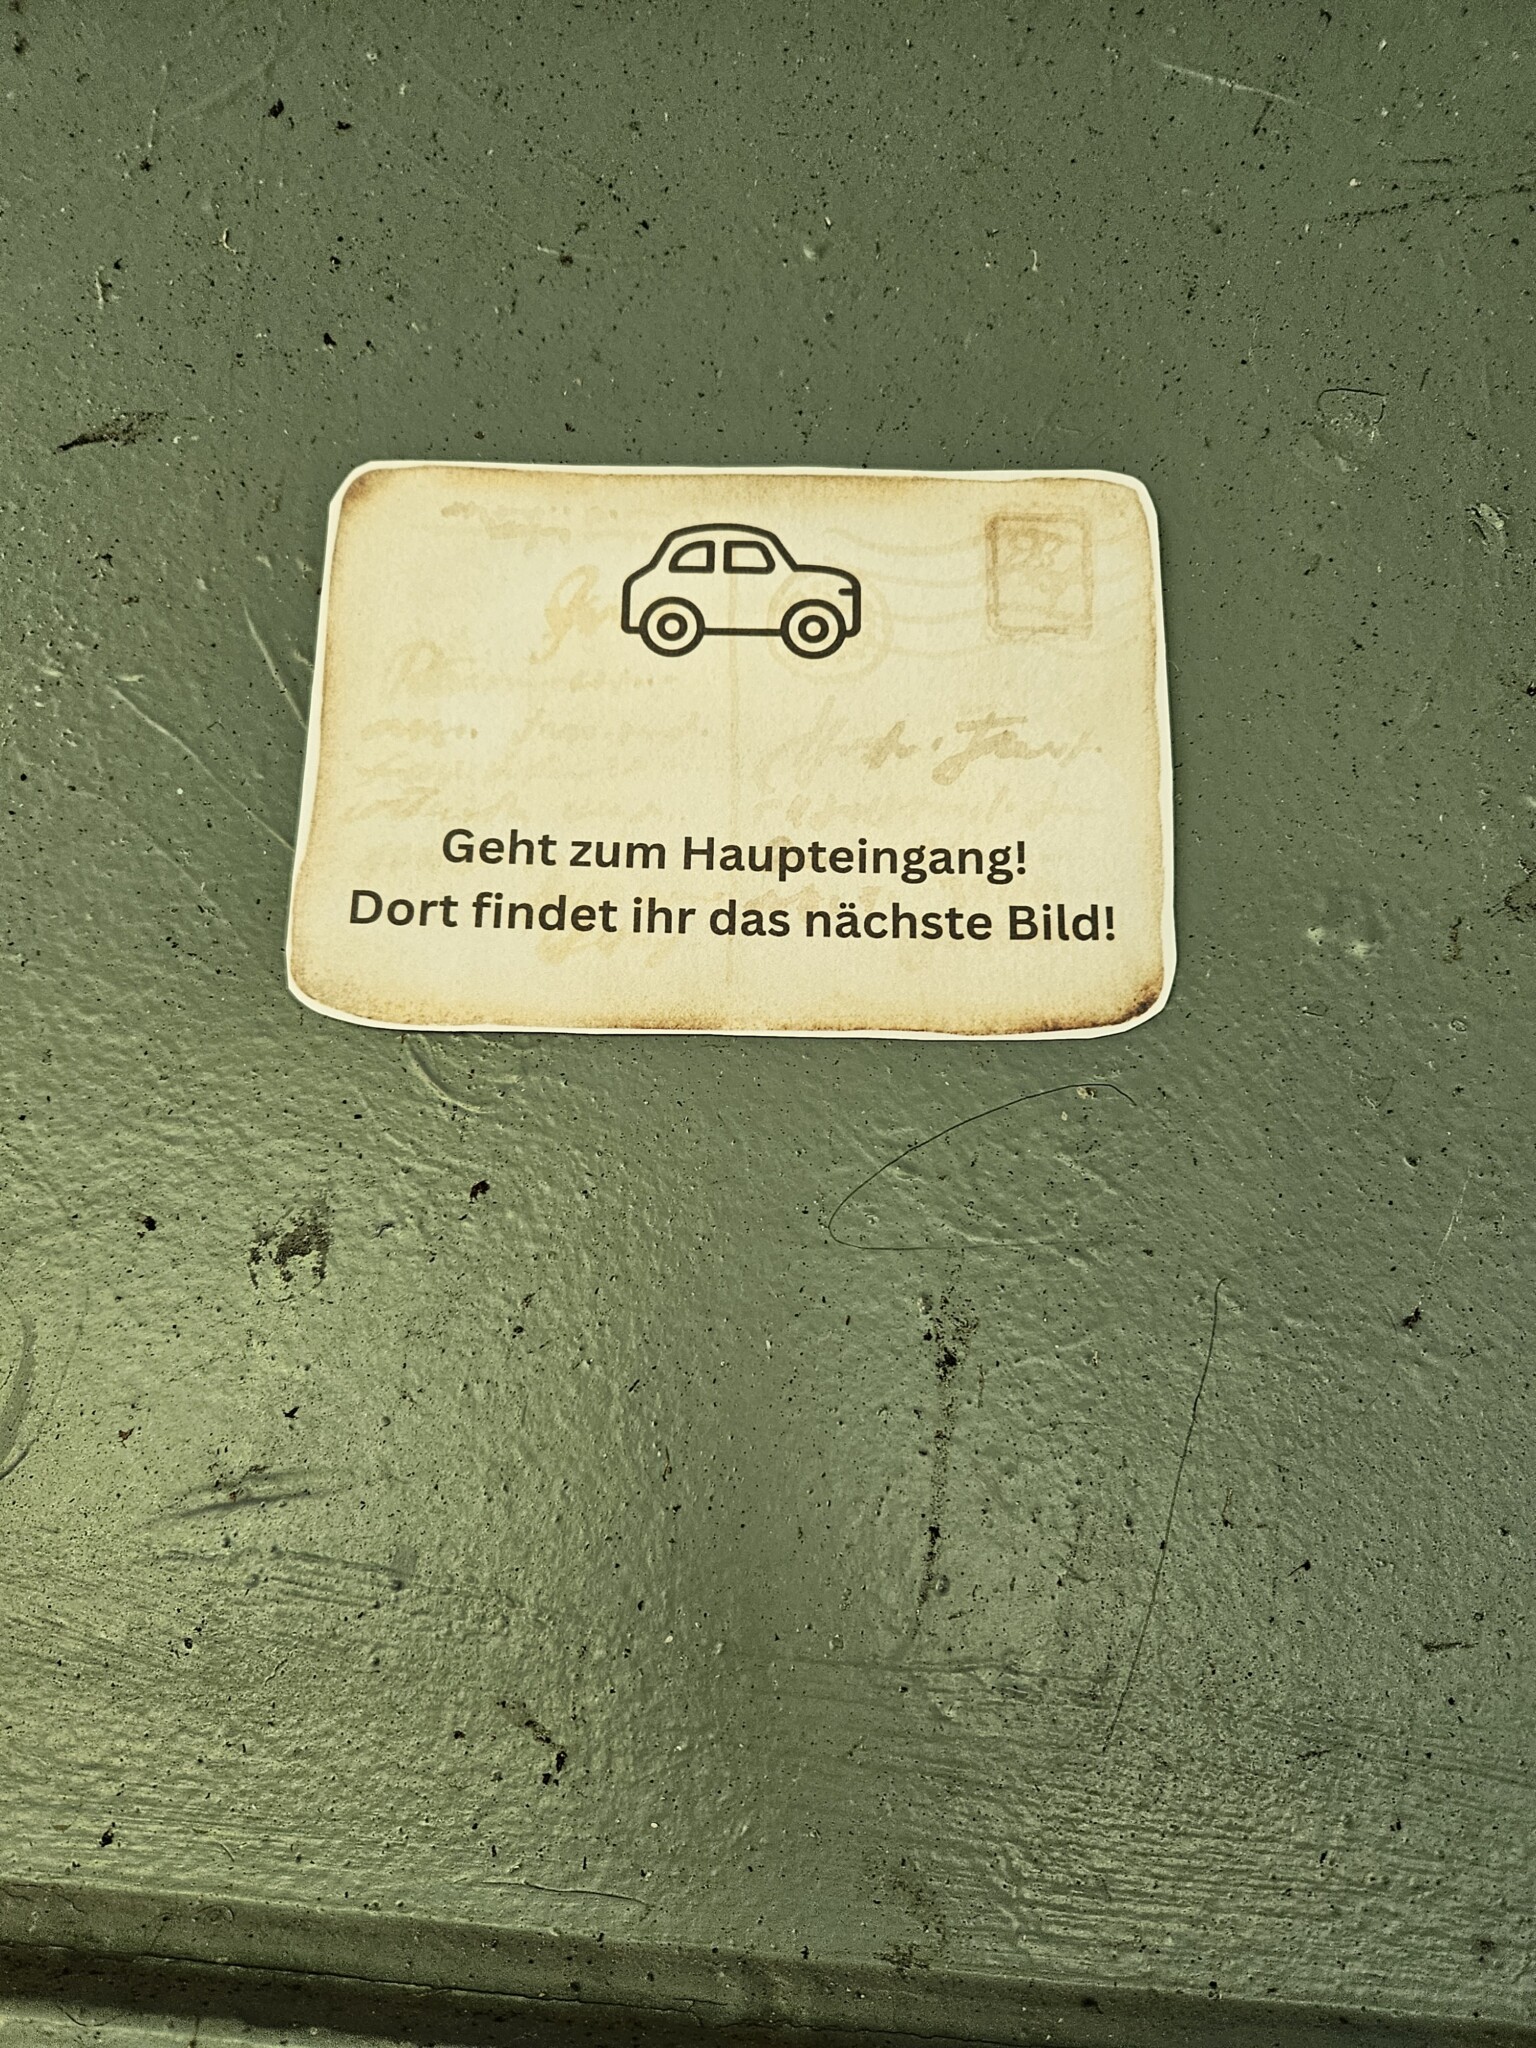 Geht zum Haupteingang!
Dort findet ihr das nächste Bild!